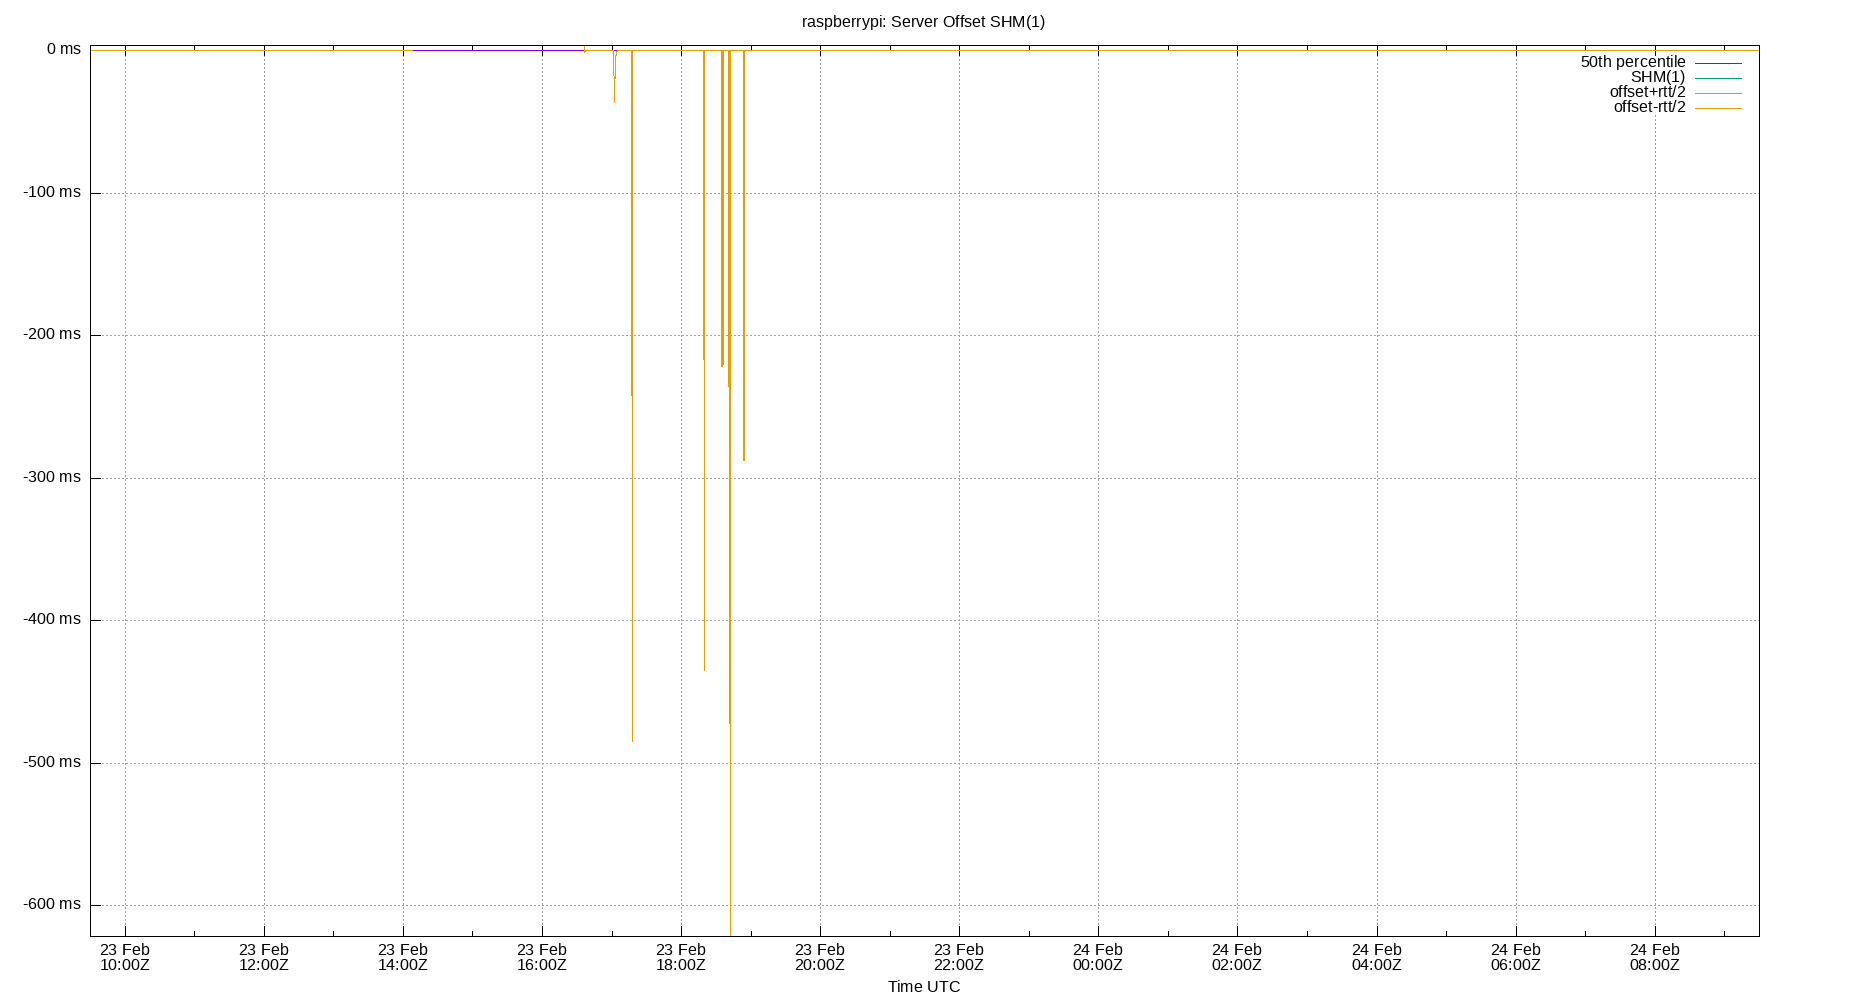 raspberrypi: Server Offset SHM(1)
0 ms
50th percentile
SHM(1)
offset+rtt/2
offset-rtt/2
-100 ms
-200 ms
-300 ms
-400 ms
-500 ms
-600 ms
23 Feb 23 Feb 23 Feb 23 Feb 23 Feb 23 Feb 23 Feb 24 Feb 24 Feb 24 Feb 24 Feb 24 Feb
10:00Z 12:00Z 14:00Z 16:00Z 18:00Z 20:00Z 22:00Z 00:00Z 02:00Z 04:00Z 06:00Z 08:00Z
Time UTC